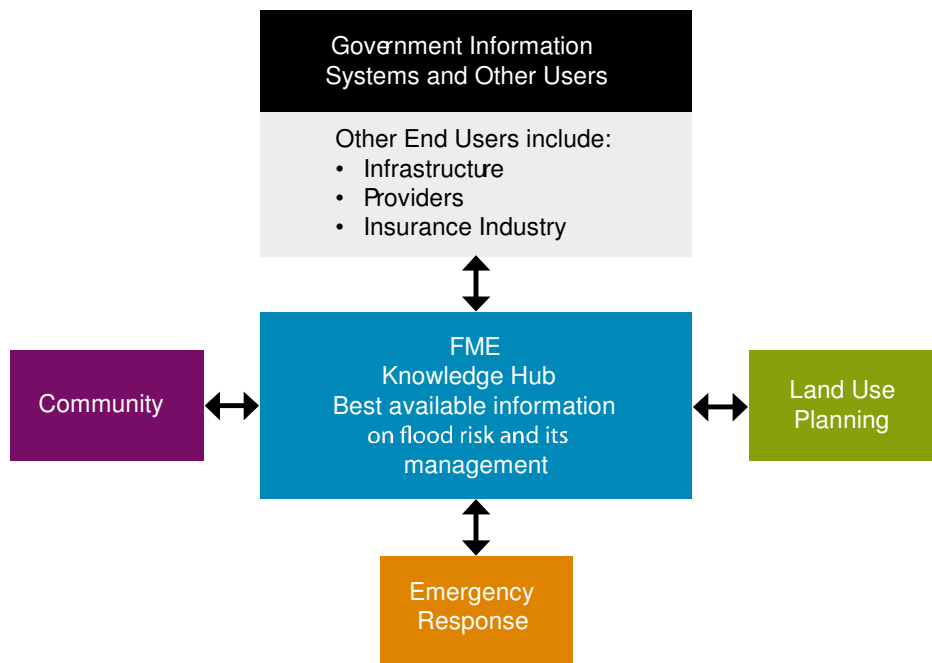 Government Information
Systems and Other Users
Other End Users include:
• Infrastructure
• Providers
• Insurance Industry
FME
Knowledge Hub
Best available information
on flood risk and its
management
Community
Land Use
Planning
Emergency
Response